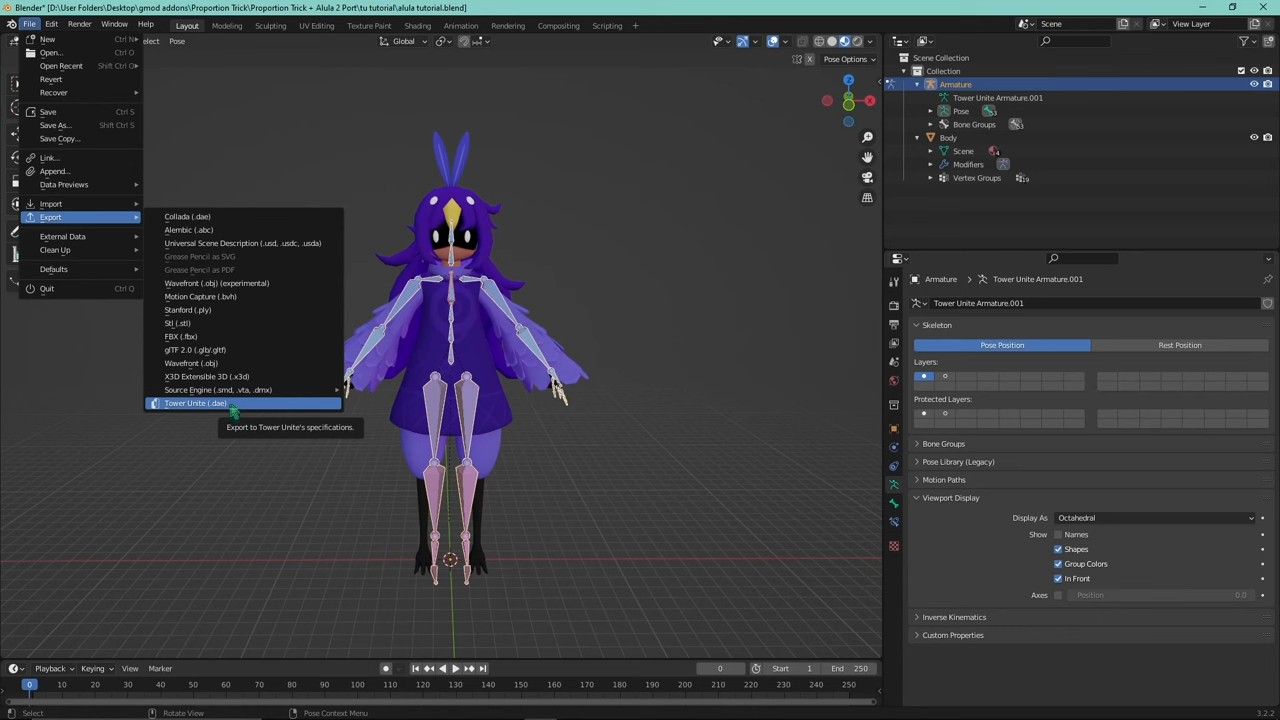 Blender* [D:\User Folders\Desktop\gmod addons\Proportion Trick\Proportion Trick + Alula 2 Port\tu tutorial\alula tutorial.blend]
File Edit Render Window Help
Layout Modeling Sculpting UV Editing Texture Paint Shading Animation Rendering Compositing Scripting
Scene
View Layer
New Ctrl N
Open... Ctrl O
Open Recent Shift Ctrl O
Revert
Recover
Save Ctrl S
Save As... Shift Ctrl S
Save Copy...
Link...
Append...
Data Previews
Import
Export
External Data
Clean Up
Defaults
Quit Ctrl Q
Pose
Global
X
Pose Options
Collada (.dae)
Alembic (.abc)
Universal Scene Description (.usd, .usdc, .usda)
Grease Pencil as SVG
Grease Pencil as PDF
Wavefront (.obj) (experimental)
Motion Capture (.bvh)
Stanford (.ply)
Stl (.stl)
FBX (.fbx)
glTF 2.0 (.glb/.gltf)
Wavefront (.obj)
X3D Extensible 3D (.x3d)
Source Engine (.smd, .vta, .dmx)
Tower Unite (.dae)
Export to Tower Unite's specifications.
Z
X
Scene Collection
Collection
Armature
Tower Unite Armature.001
Pose
Bone Groups
Body
Scene 4
Modifiers
Vertex Groups 19
Armature Tower Unite Armature.001
Tower Unite Armature.001
Skeleton
Pose Position Rest Position
Layers:
Protected Layers:
Bone Groups
Pose Library (Legacy)
Motion Paths
Viewport Display
Display As Octahedral
Show Names
Shapes
Group Colors
In Front
Axes Position 0.0
Inverse Kinematics
Custom Properties
Playback Keying View Marker
0 Start 1 End 250
0 10 20 30 40 50 60 70 80 90 100 110 120 130 140 150 160 170 180 190 200 210 220 230 240 250
Select Rotate View Pose Context Menu 3.2.2